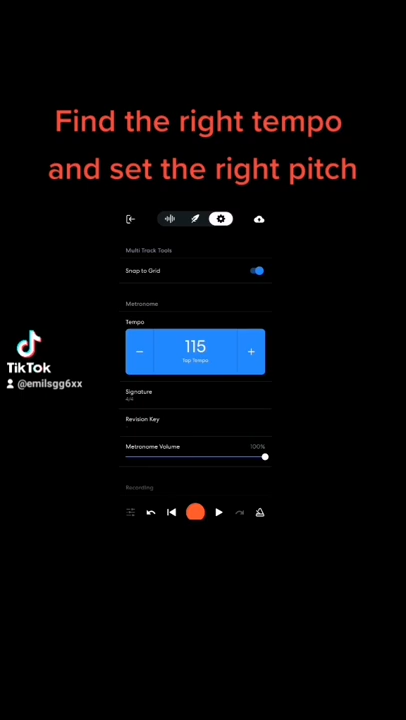 Find the right tempo
and set the right pitch
Multi Track Tools
Snap to Grid
Metronome
Tempo
− 115 +
Tap Tempo
Signature
4/4
Revision Key
Metronome Volume 100%
Recording
TikTok
@emilsgg6xx